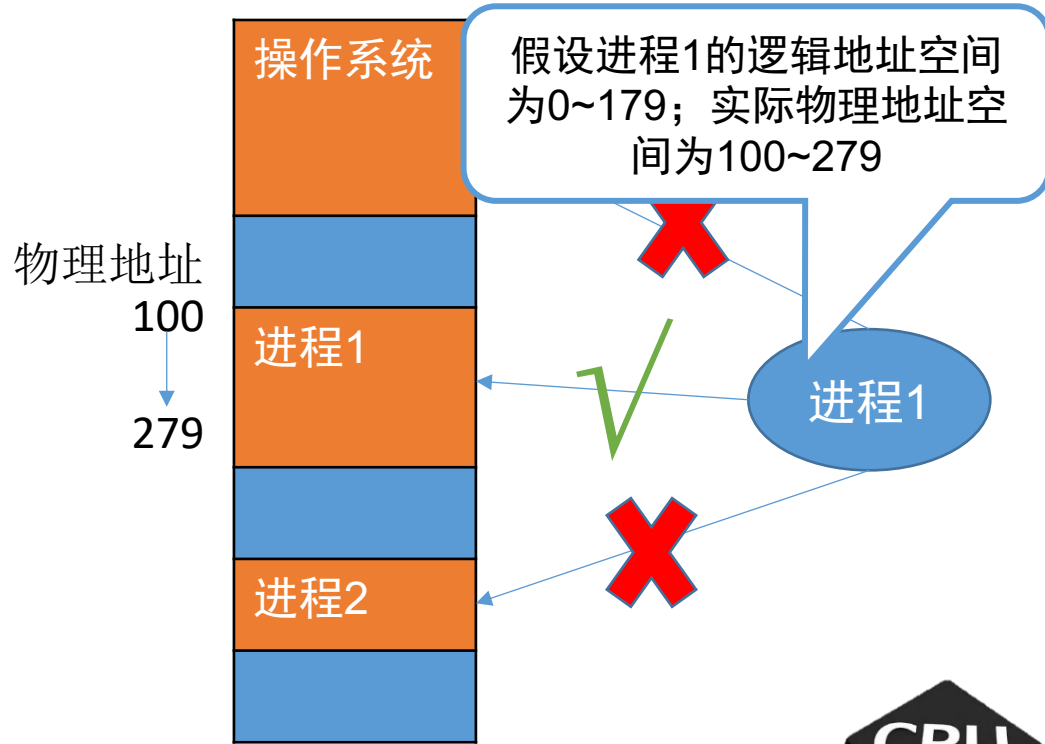 操作系统
假设进程1的逻辑地址空间
为0~179；实际物理地址空
间为100~279
物理地址
100
279
进程1
进程1
进程2
CPU